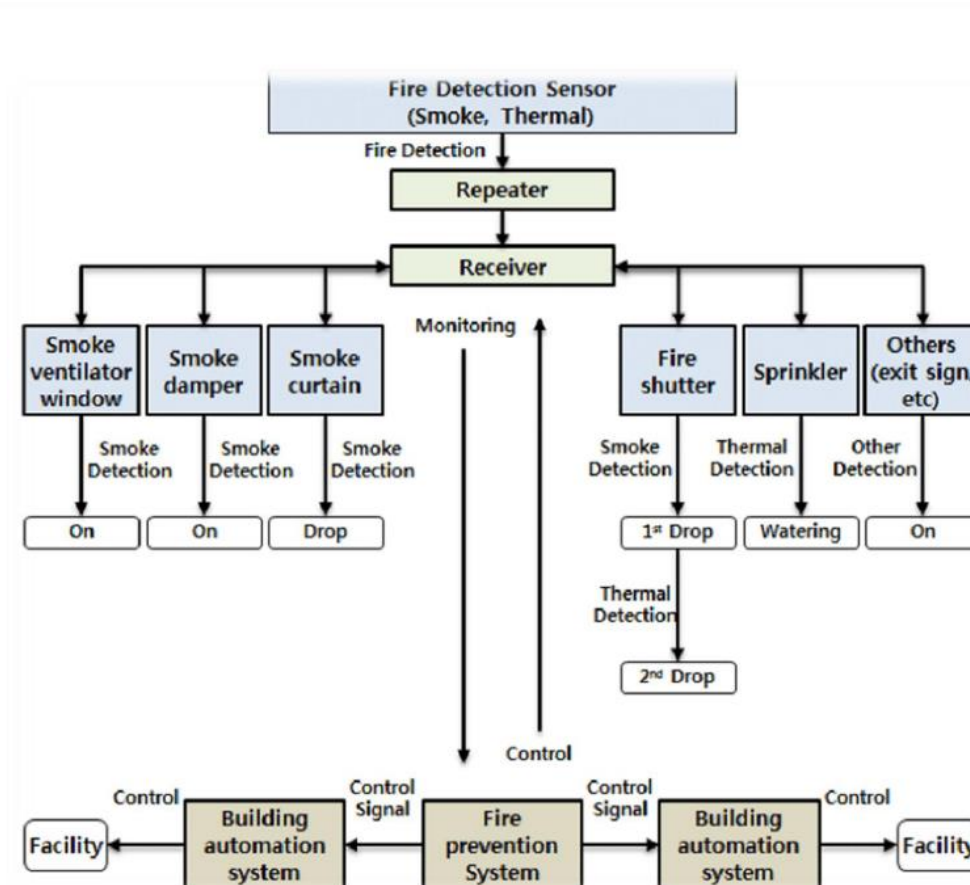 Fire Detection Sensor
(Smoke, Thermal)
Fire Detection
Repeater
Receiver
Monitoring
Smoke
ventilator
window
Smoke
damper
Smoke
curtain
Fire
shutter
Sprinkler
Others
(exit sign,
etc)
Smoke
Detection
Smoke
Detection
Smoke
Detection
Smoke
Detection
Thermal
Detection
Other
Detection
On
On
Drop
1st Drop
Watering
On
Thermal
Detection
2nd Drop
Control
Control
Control
Signal
Control
Signal
Control
Facility
Building
automation
system
Fire
prevention
System
Building
automation
system
Facility